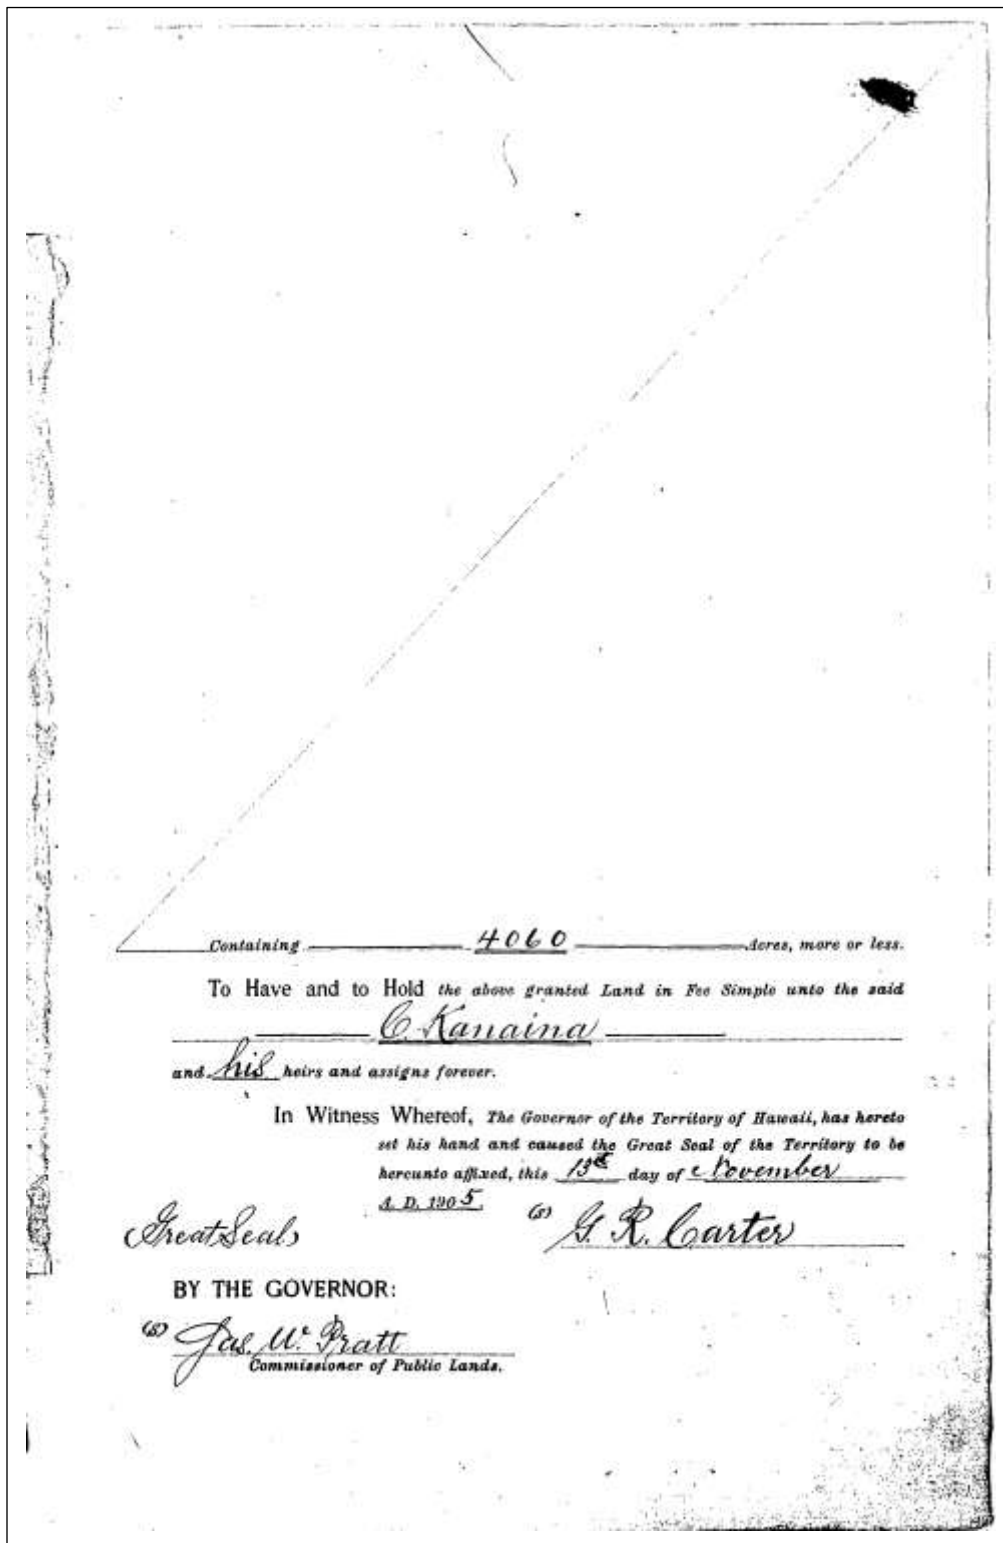 Containing 4060 Acres, more or less.
To Have and to Hold the above granted Land in Fee Simple unto the said
C. Kanaina
and his heirs and assigns forever.
In Witness Whereof, The Governor of the Territory of Hawaii, has hereto
set his hand and caused the Great Seal of the Territory to be
hereunto affixed, this 13th day of November
A. D. 1905.
Great Seal (s) G. R. Carter
BY THE GOVERNOR:
(s) Jas. W. Pratt
Commissioner of Public Lands.